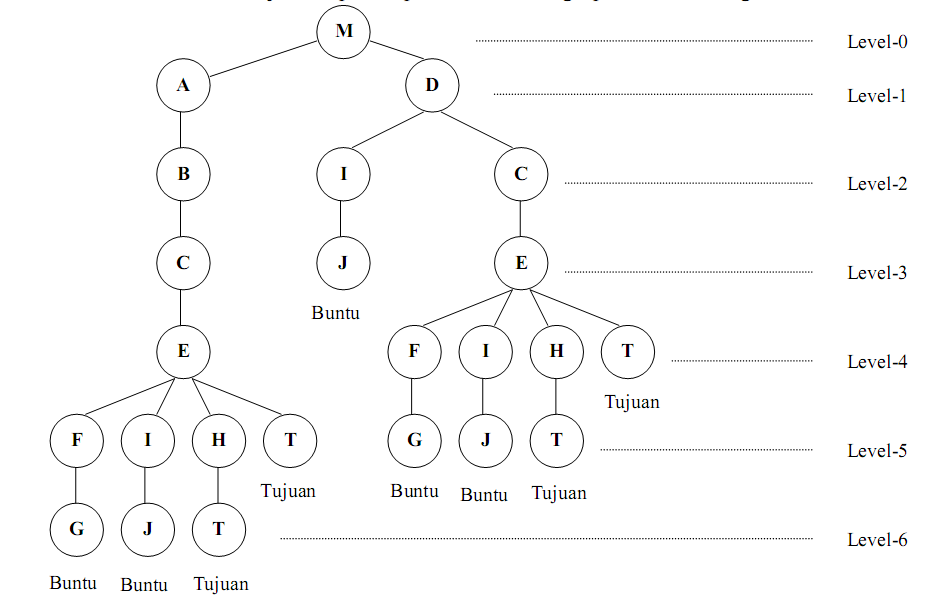 M
Level-0
A
D
Level-1
B
I
C
Level-2
C
J
E
Level-3
Buntu
E
F
I
H
T
Level-4
Tujuan
F
I
H
T
G
J
T
Level-5
Tujuan
Buntu
Buntu
Tujuan
G
J
T
Level-6
Buntu
Buntu
Tujuan